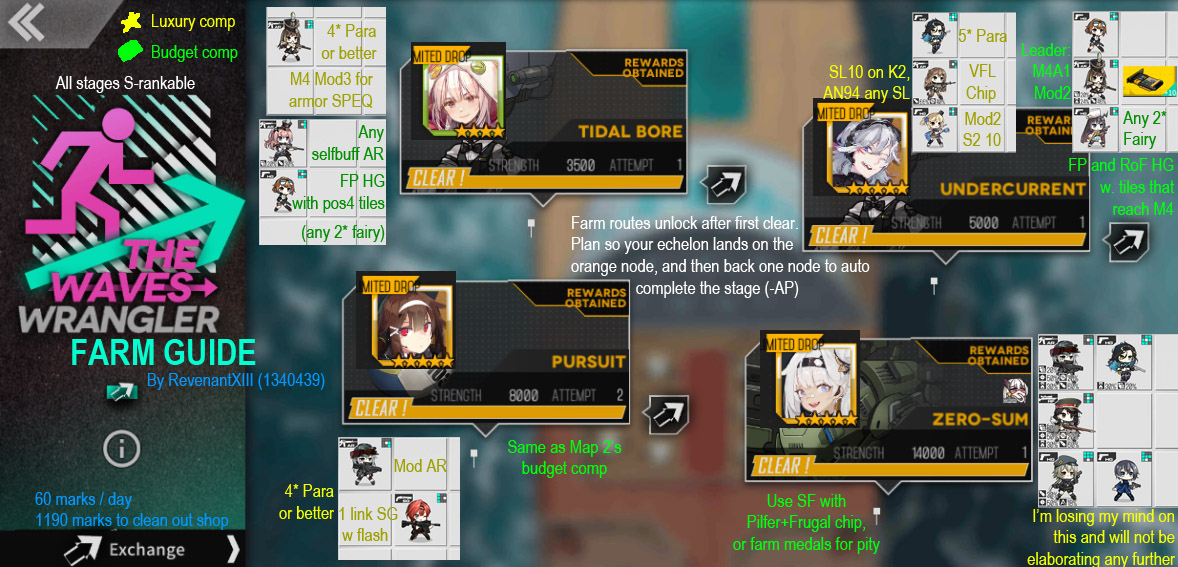 Luxury comp
Budget comp
All stages S-rankable
THE
WAVES
WRANGLER
FARM GUIDE
By RevenantXIII (1340439)
60 marks / day
1190 marks to clean out shop
Exchange
4* Para
or better
M4 Mod3 for
armor SPEQ
Any
selfbuff AR
FP HG
with pos4 tiles
(any 2* fairy)
MITED DROP
REWARDS
OBTAINED
TIDAL BORE
STRENGTH 3500 ATTEMPT 1
CLEAR !
SL10 on K2,
AN94 any SL
5* Para
VFL
Chip
Mod2
S2 10
Leader:
M4A1
Mod2
Any 2*
Fairy
FP and RoF HG
w. tiles that
reach M4
MITED DROP
REWARD
OBTAIN
UNDERCURRENT
STRENGTH 5000 ATTEMPT 1
CLEAR !
Farm routes unlock after first clear.
Plan so your echelon lands on the
orange node, and then back one node to auto
complete the stage (-AP)
MITED DROP
REWARDS
OBTAINED
PURSUIT
STRENGTH 8000 ATTEMPT 2
CLEAR !
Same as Map 2's
budget comp
4* Para
or better
Mod AR
1 link SG
w flash
MITED DROP
REWARDS
OBTAINED
ZERO-SUM
STRENGTH 14000 ATTEMPT 1
CLEAR !
Use SF with
Pilfer+Frugal chip,
or farm medals for pity
I'm losing my mind on
this and will not be
elaborating any further